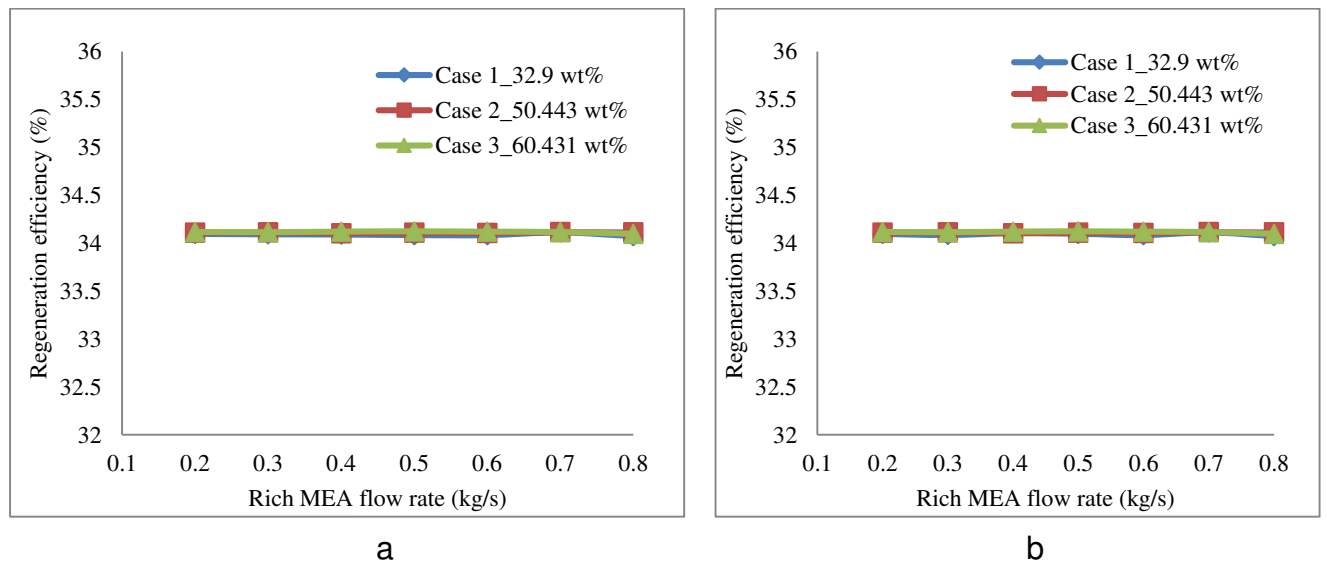 36
35.5
35
34.5
34
33.5
33
32.5
32
Regeneration efficiency (%)
Case 1_32.9 wt%
Case 2_50.443 wt%
Case 3_60.431 wt%
0.1 0.2 0.3 0.4 0.5 0.6 0.7 0.8
Rich MEA flow rate (kg/s)
a
36
35.5
35
34.5
34
33.5
33
32.5
32
Regeneration efficiency (%)
Case 1_32.9 wt%
Case 2_50.443 wt%
Case 3_60.431 wt%
0.1 0.2 0.3 0.4 0.5 0.6 0.7 0.8
Rich MEA flow rate (kg/s)
b